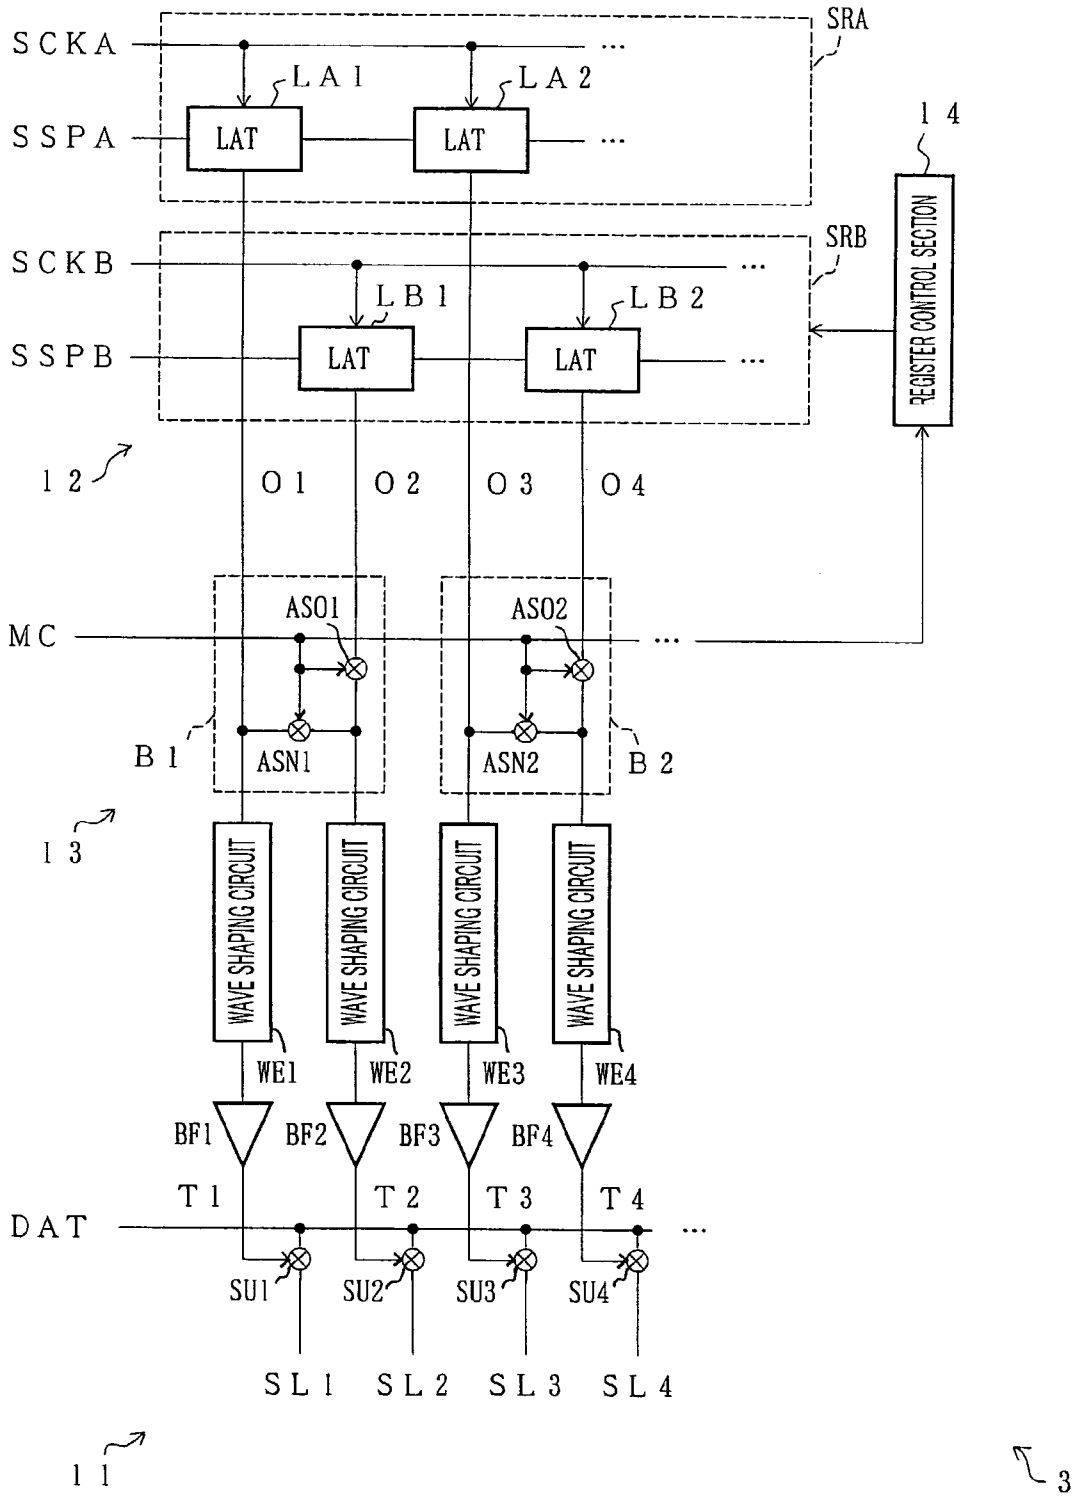 SCKA
SRA
LA1
LA2
SSPA
LAT
LAT
14
REGISTER CONTROL SECTION
SCKB
SRB
LB1
LB2
SSPB
LAT
LAT
12
O1
O2
O3
O4
MC
ASO1
ASO2
B1
ASN1
ASN2
B2
13
WAVE SHAPING CIRCUIT
WAVE SHAPING CIRCUIT
WAVE SHAPING CIRCUIT
WAVE SHAPING CIRCUIT
WE1
WE2
WE3
WE4
BF1
BF2
BF3
BF4
T1
T2
T3
T4
DAT
SU1
SU2
SU3
SU4
SL1
SL2
SL3
SL4
11
3